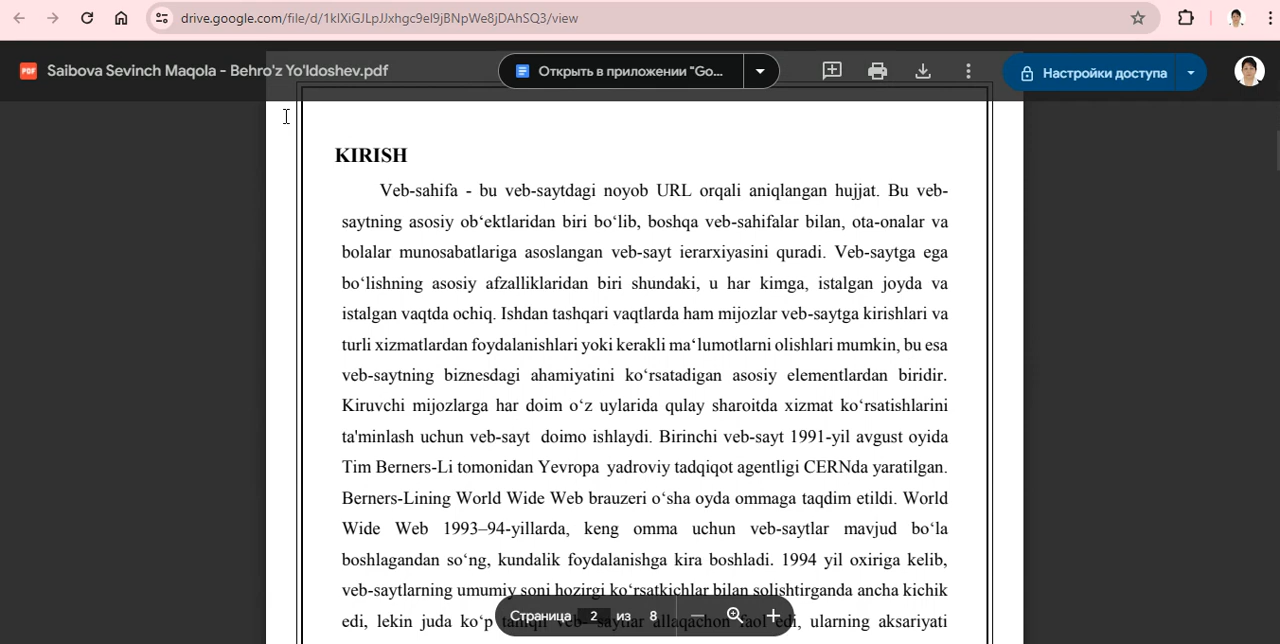 drive.google.com/file/d/1klXiGJLpJJxhgc9el9jBNpWe8jDAhSQ3/view
PDF Saibova Sevinch Maqola - Behro'z Yo'ldoshev.pdf
Открыть в приложении "Go...
Настройки доступа
KIRISH
Veb-sahifa - bu veb-saytdagi noyob URL orqali aniqlangan hujjat. Bu veb-
saytning asosiy ob‘ektlaridan biri bo‘lib, boshqa veb-sahifalar bilan, ota-onalar va
bolalar munosabatlariga asoslangan veb-sayt ierarxiyasini quradi. Veb-saytga ega
bo‘lishning asosiy afzalliklaridan biri shundaki, u har kimga, istalgan joyda va
istalgan vaqtda ochiq. Ishdan tashqari vaqtlarda ham mijozlar veb-saytga kirishlari va
turli xizmatlardan foydalanishlari yoki kerakli ma‘lumotlarni olishlari mumkin, bu esa
veb-saytning biznesdagi ahamiyatini ko‘rsatadigan asosiy elementlardan biridir.
Kiruvchi mijozlarga har doim o‘z uylarida qulay sharoitda xizmat ko‘rsatishlarini
ta'minlash uchun veb-sayt doimo ishlaydi. Birinchi veb-sayt 1991-yil avgust oyida
Tim Berners-Li tomonidan Yevropa yadroviy tadqiqot agentligi CERNda yaratilgan.
Berners-Lining World Wide Web brauzeri o‘sha oyda ommaga taqdim etildi. World
Wide Web 1993–94-yillarda, keng omma uchun veb-saytlar mavjud bo‘la
boshlagandan so‘ng, kundalik foydalanishga kira boshladi. 1994 yil oxiriga kelib,
veb-saytlarning umumiy soni hozirgi ko‘rsatkichlar bilan solishtirganda ancha kichik
edi, lekin juda ko‘p taniqli veb– saytlar allaqachon faol edi, ularning aksariyati
Страница 2 из 8